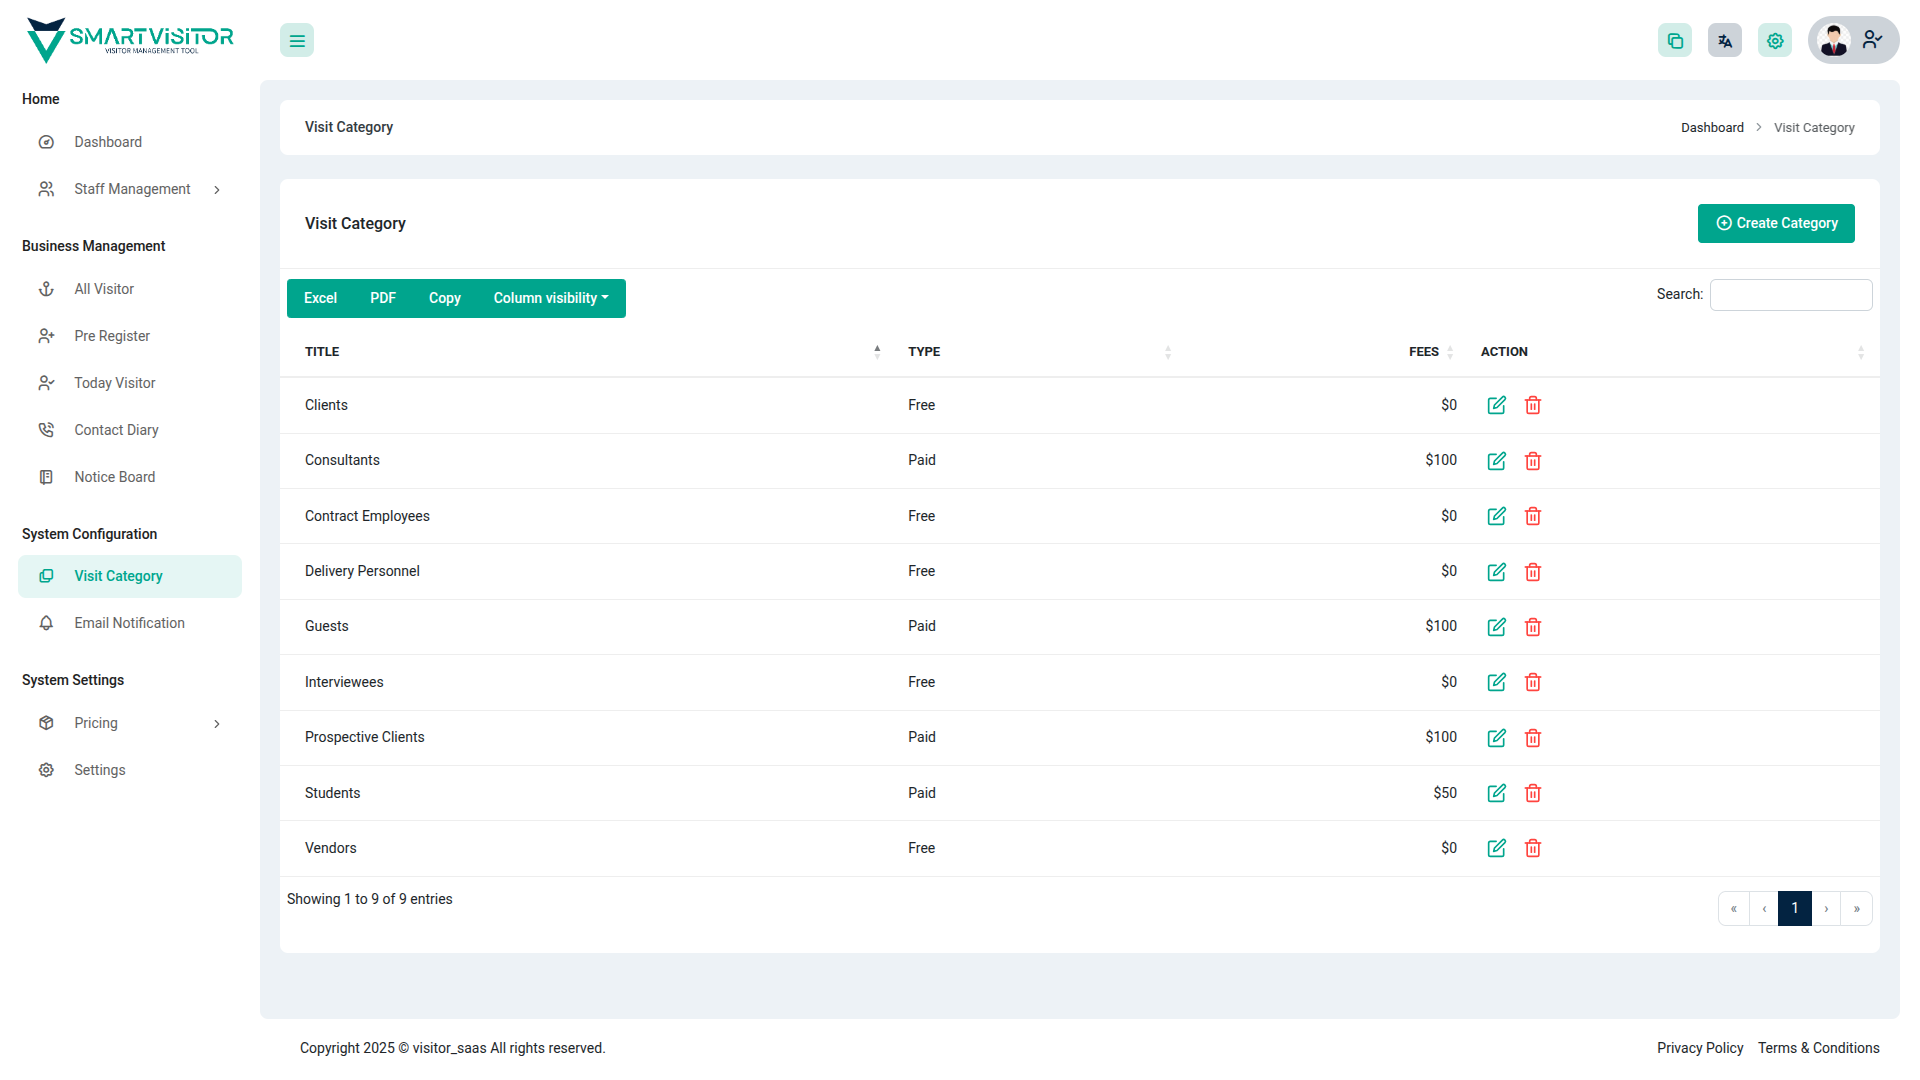 SMARTVISITOR
VISITOR MANAGEMENT TOOL
Home
Dashboard
Staff Management
Business Management
All Visitor
Pre Register
Today Visitor
Contact Diary
Notice Board
System Configuration
Visit Category
Email Notification
System Settings
Pricing
Settings
Visit Category
Dashboard > Visit Category
Visit Category
Create Category
Excel PDF Copy Column visibility
Search:
TITLE TYPE FEES ACTION
Clients Free $0
Consultants Paid $100
Contract Employees Free $0
Delivery Personnel Free $0
Guests Paid $100
Interviewees Free $0
Prospective Clients Paid $100
Students Paid $50
Vendors Free $0
Showing 1 to 9 of 9 entries
« ‹ 1 › »
Copyright 2025 © visitor_saas All rights reserved.
Privacy Policy Terms & Conditions